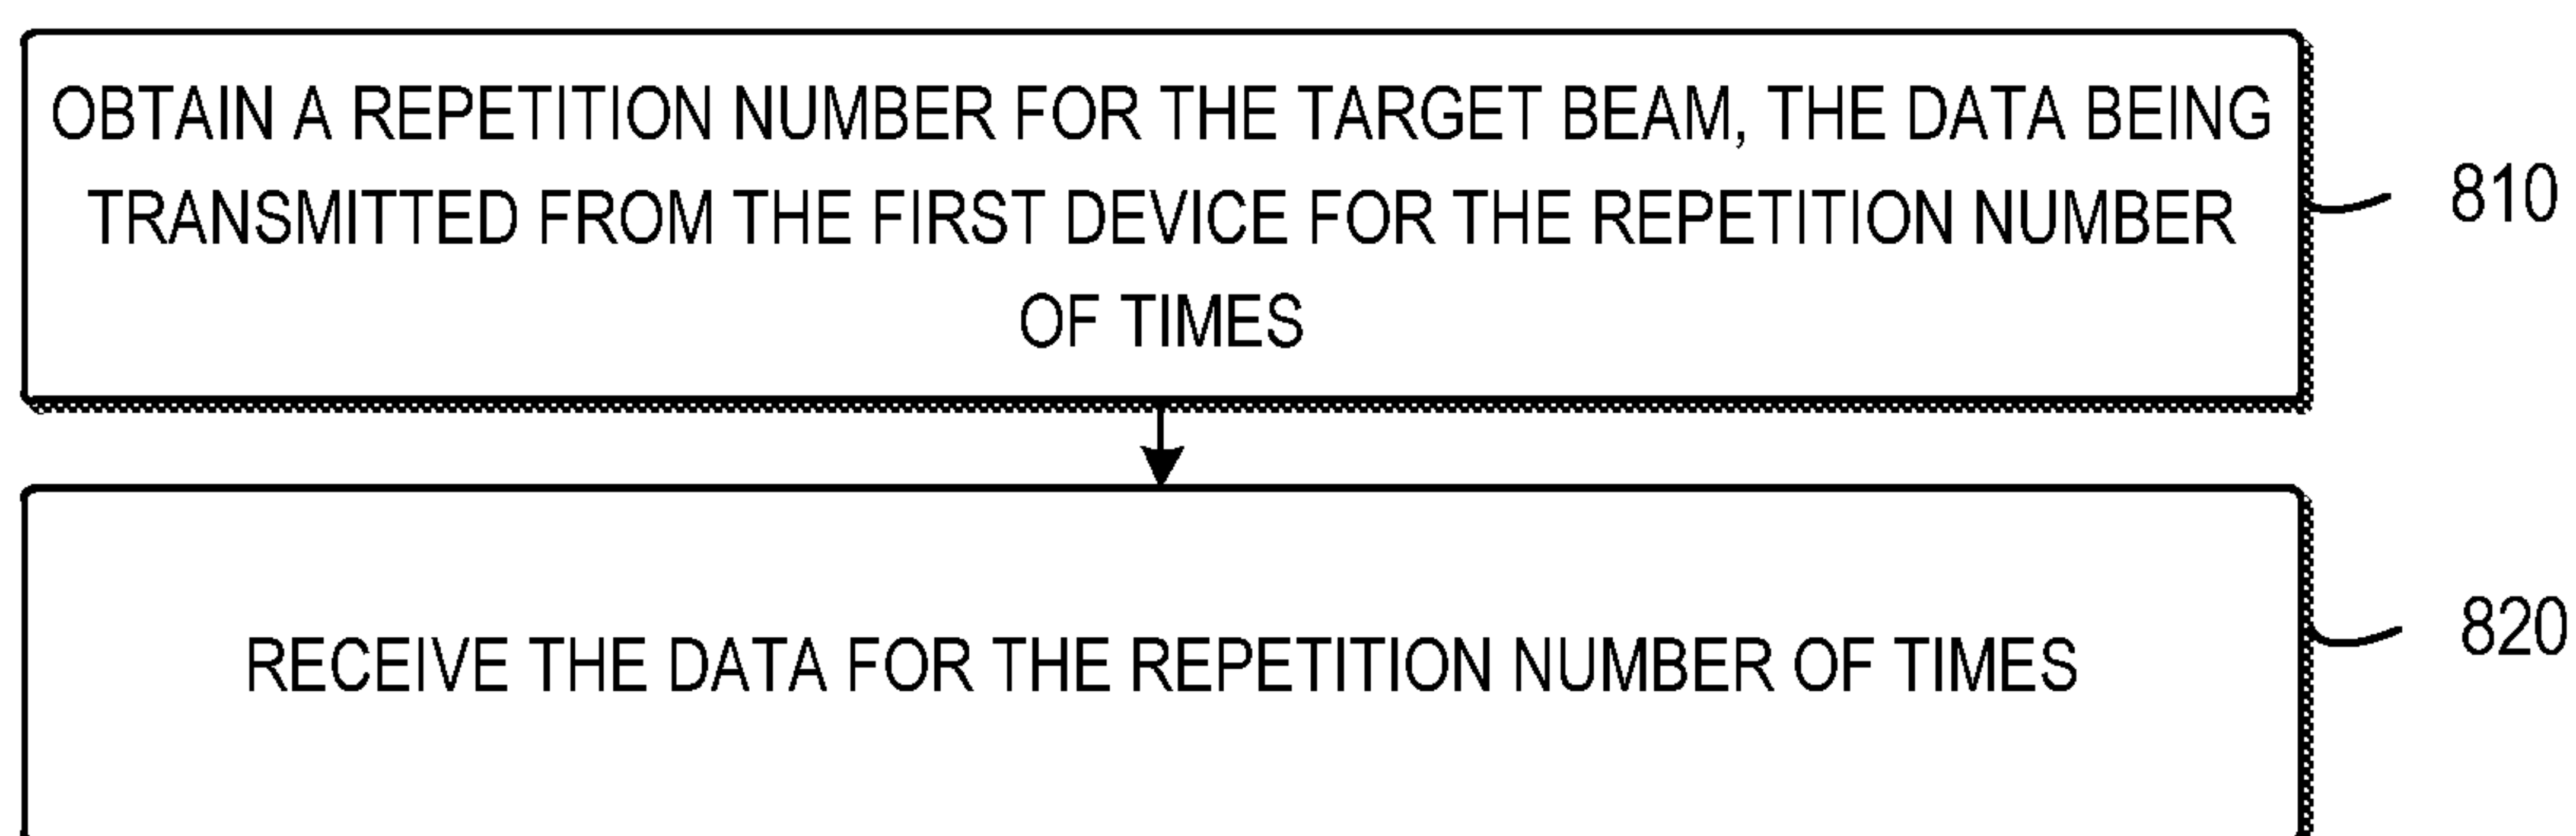 OBTAIN A REPETITION NUMBER FOR THE TARGET BEAM, THE DATA BEING
TRANSMITTED FROM THE FIRST DEVICE FOR THE REPETITION NUMBER
OF TIMES
810
RECEIVE THE DATA FOR THE REPETITION NUMBER OF TIMES
820